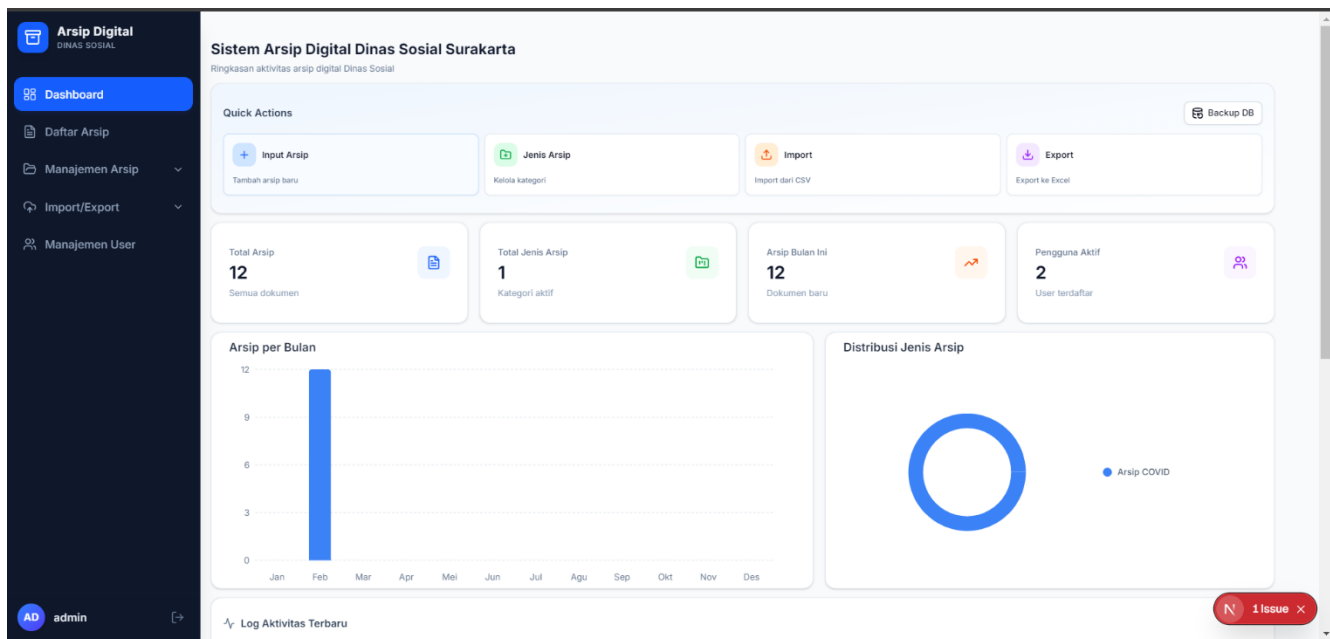 Arsip Digital
DINAS SOSIAL
Dashboard
Daftar Arsip
Manajemen Arsip
Import/Export
Manajemen User
AD admin
Sistem Arsip Digital Dinas Sosial Surakarta
Ringkasan aktivitas arsip digital Dinas Sosial
Quick Actions
Backup DB
Input Arsip
Tambah arsip baru
Jenis Arsip
Kelola kategori
Import
Import dari CSV
Export
Export ke Excel
Total Arsip
12
Semua dokumen
Total Jenis Arsip
1
Kategori aktif
Arsip Bulan Ini
12
Dokumen baru
Pengguna Aktif
2
User terdaftar
Arsip per Bulan
12
9
6
3
0
Jan Feb Mar Apr Mei Jun Jul Agu Sep Okt Nov Des
Distribusi Jenis Arsip
Arsip COVID
Log Aktivitas Terbaru
N 1 Issue